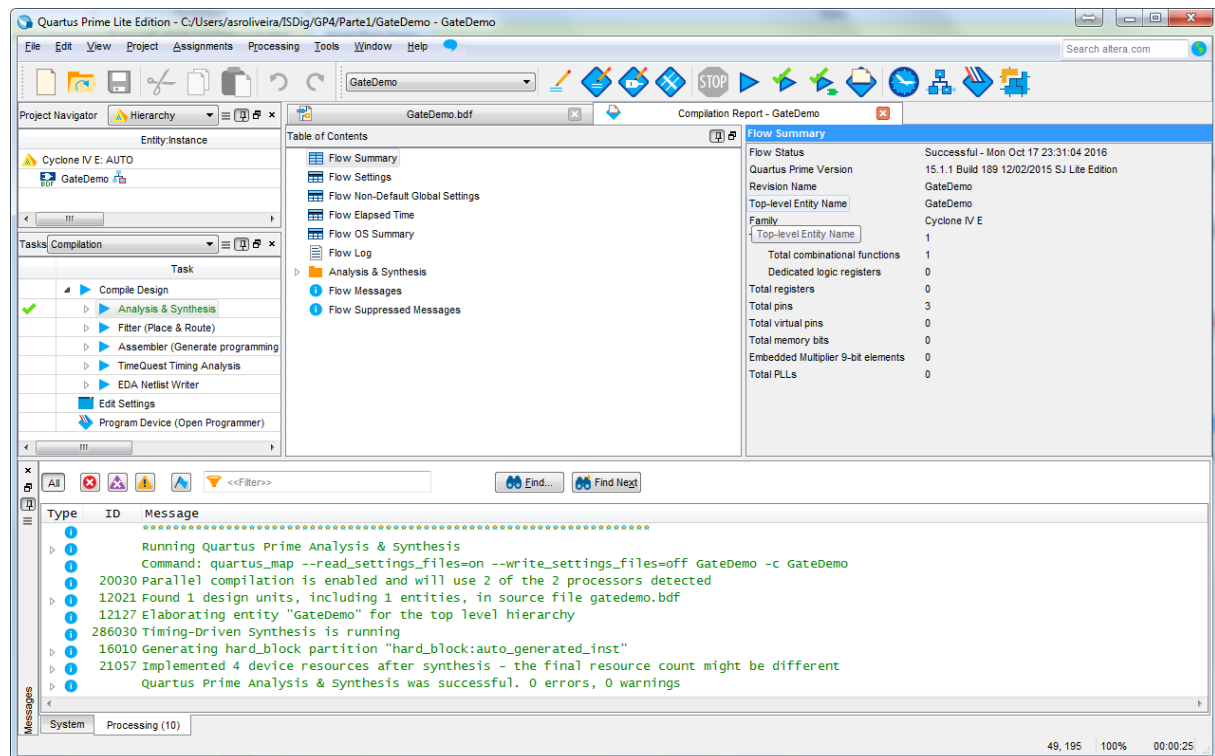 Quartus Prime Lite Edition - C:/Users/asroliveira/ISDig/GP4/Parte1/GateDemo - GateDemo
File Edit View Project Assignments Processing Tools Window Help
Search altera.com
GateDemo
STOP
Project Navigator Hierarchy
Entity:Instance
Cyclone IV E: AUTO
BDF GateDemo
Tasks Compilation
Task
Compile Design
Analysis & Synthesis
Fitter (Place & Route)
Assembler (Generate programming
TimeQuest Timing Analysis
EDA Netlist Writer
Edit Settings
Program Device (Open Programmer)
GateDemo.bdf
Compilation Report - GateDemo
Table of Contents
Flow Summary
Flow Settings
Flow Non-Default Global Settings
Flow Elapsed Time
Flow OS Summary
Flow Log
Analysis & Synthesis
Flow Messages
Flow Suppressed Messages
Flow Summary
Flow Status Successful - Mon Oct 17 23:31:04 2016
Quartus Prime Version 15.1.1 Build 189 12/02/2015 SJ Lite Edition
Revision Name GateDemo
Top-level Entity Name GateDemo
Family Cyclone IV E
Top-level Entity Name 1
Total combinational functions 1
Dedicated logic registers 0
Total registers 0
Total pins 3
Total virtual pins 0
Total memory bits 0
Embedded Multiplier 9-bit elements 0
Total PLLs 0
All <<Filter>> Find... Find Next
Type ID Message
*******************************************************************
Running Quartus Prime Analysis & Synthesis
Command: quartus_map --read_settings_files=on --write_settings_files=off GateDemo -c GateDemo
20030 Parallel compilation is enabled and will use 2 of the 2 processors detected
12021 Found 1 design units, including 1 entities, in source file gatedemo.bdf
12127 Elaborating entity "GateDemo" for the top level hierarchy
286030 Timing-Driven Synthesis is running
16010 Generating hard_block partition "hard_block:auto_generated_inst"
21057 Implemented 4 device resources after synthesis - the final resource count might be different
Quartus Prime Analysis & Synthesis was successful. 0 errors, 0 warnings
Messages
System Processing (10)
49, 195 100% 00:00:25